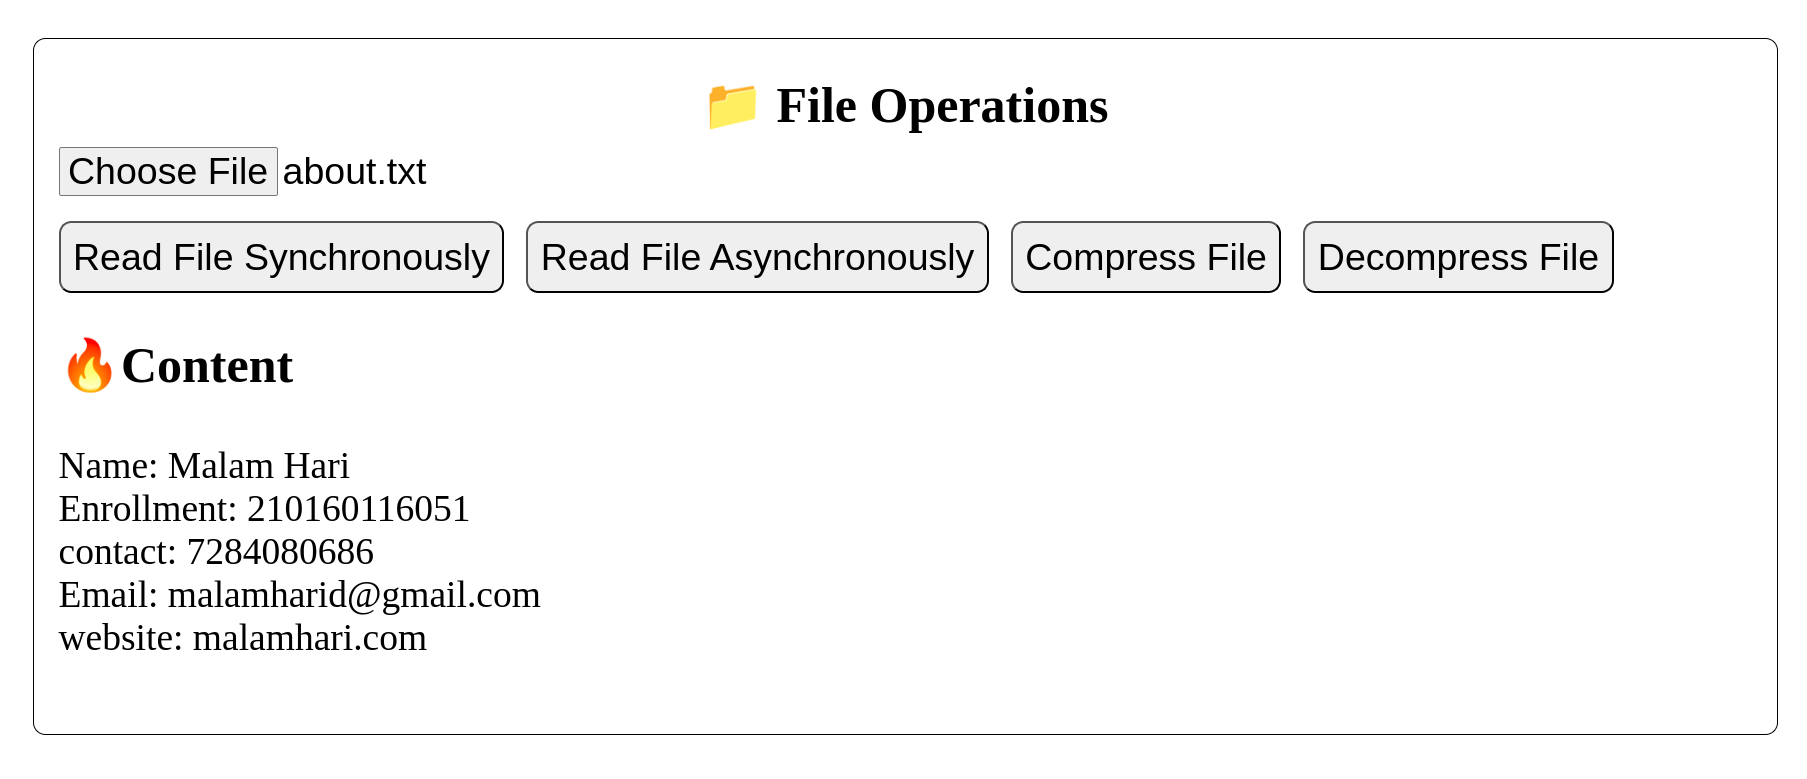 📁 File Operations
Choose File about.txt
Read File Synchronously Read File Asynchronously Compress File Decompress File
🔥Content
Name: Malam Hari
Enrollment: 210160116051
contact: 7284080686
Email: malamharid@gmail.com
website: malamhari.com